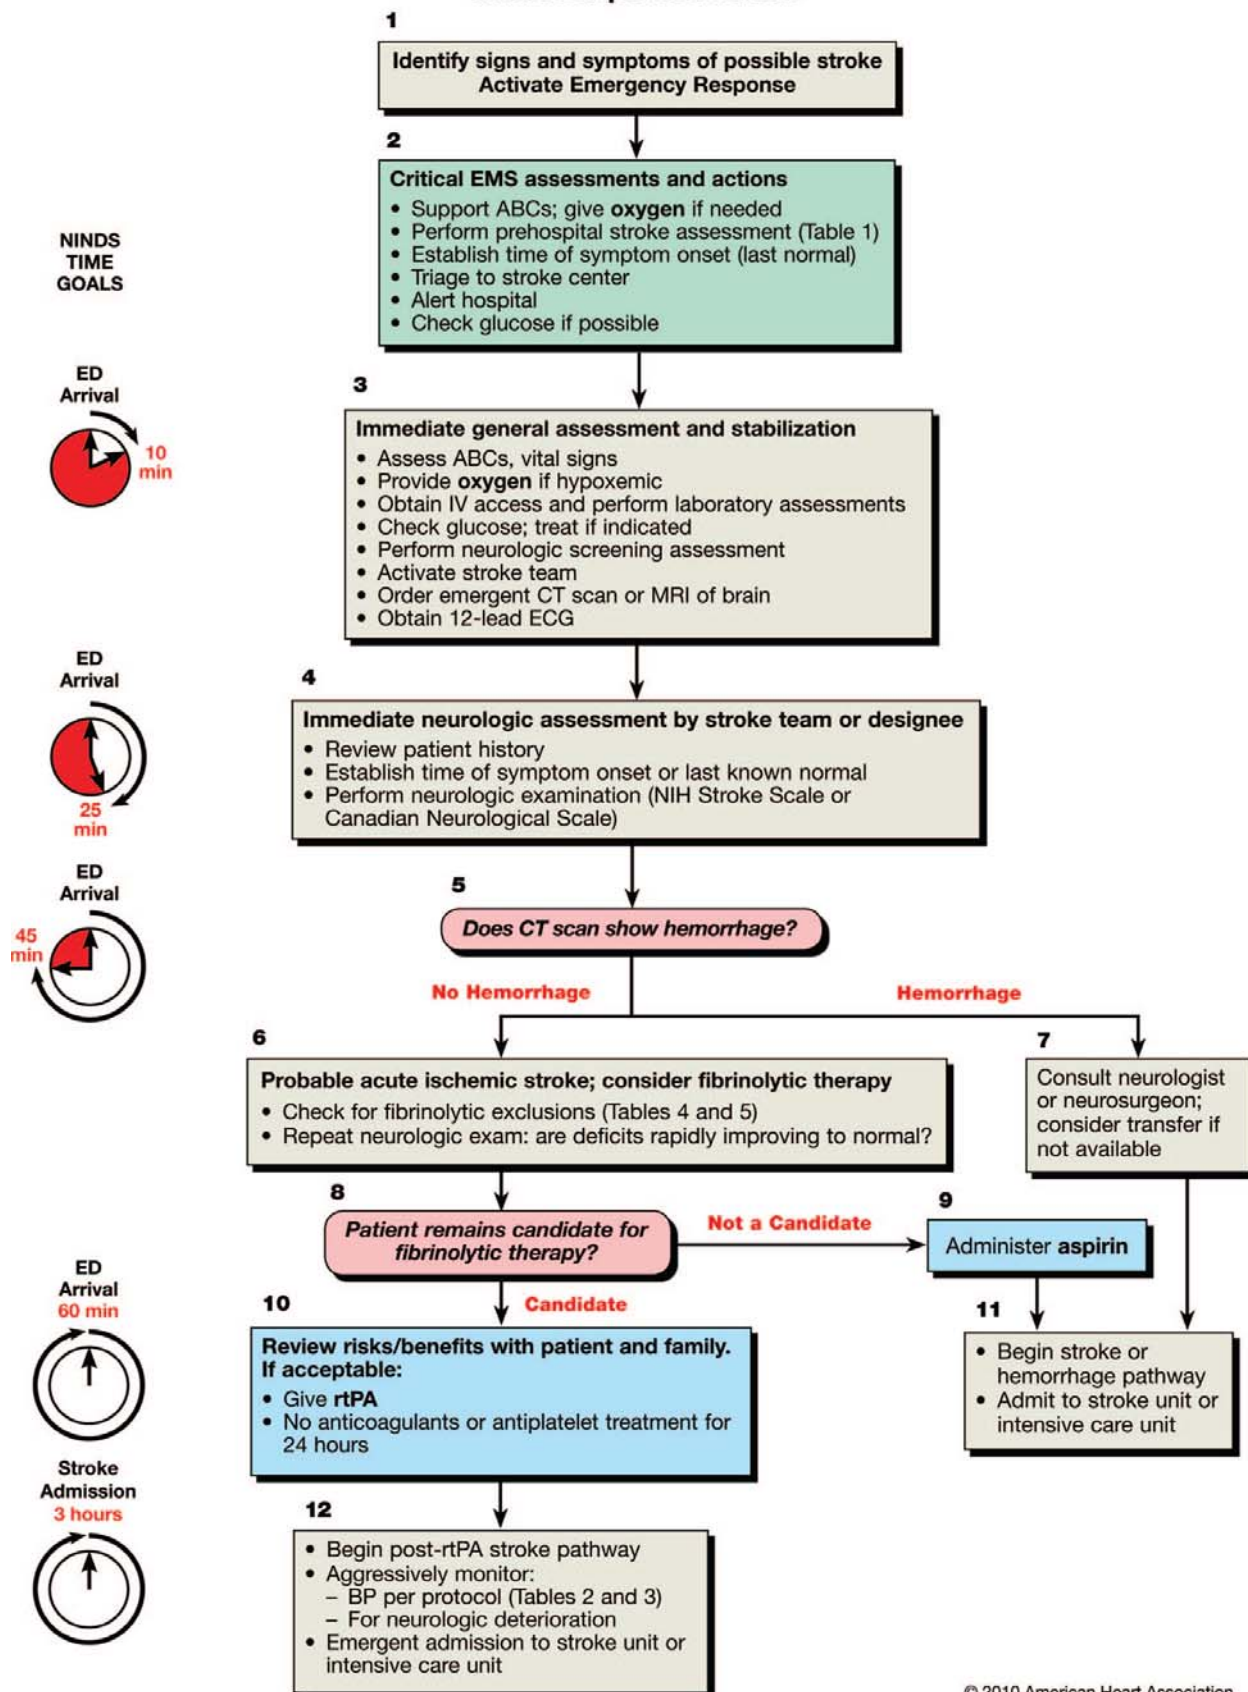 1
Identify signs and symptoms of possible stroke
Activate Emergency Response
2
Critical EMS assessments and actions
• Support ABCs; give oxygen if needed
• Perform prehospital stroke assessment (Table 1)
• Establish time of symptom onset (last normal)
• Triage to stroke center
• Alert hospital
• Check glucose if possible
NINDS
TIME
GOALS
ED
Arrival
10
min
3
Immediate general assessment and stabilization
• Assess ABCs, vital signs
• Provide oxygen if hypoxemic
• Obtain IV access and perform laboratory assessments
• Check glucose; treat if indicated
• Perform neurologic screening assessment
• Activate stroke team
• Order emergent CT scan or MRI of brain
• Obtain 12-lead ECG
ED
Arrival
25
min
4
Immediate neurologic assessment by stroke team or designee
• Review patient history
• Establish time of symptom onset or last known normal
• Perform neurologic examination (NIH Stroke Scale or
Canadian Neurological Scale)
ED
Arrival
45
min
5
Does CT scan show hemorrhage?
No Hemorrhage
Hemorrhage
6
Probable acute ischemic stroke; consider fibrinolytic therapy
• Check for fibrinolytic exclusions (Tables 4 and 5)
• Repeat neurologic exam: are deficits rapidly improving to normal?
7
Consult neurologist
or neurosurgeon;
consider transfer if
not available
8
Patient remains candidate for
fibrinolytic therapy?
Not a Candidate
9
Administer aspirin
ED
Arrival
60 min
Candidate
10
Review risks/benefits with patient and family.
If acceptable:
• Give rtPA
• No anticoagulants or antiplatelet treatment for
24 hours
11
• Begin stroke or
hemorrhage pathway
• Admit to stroke unit or
intensive care unit
Stroke
Admission
3 hours
12
• Begin post-rtPA stroke pathway
• Aggressively monitor:
– BP per protocol (Tables 2 and 3)
– For neurologic deterioration
• Emergent admission to stroke unit or
intensive care unit
© 2010 American Heart Association